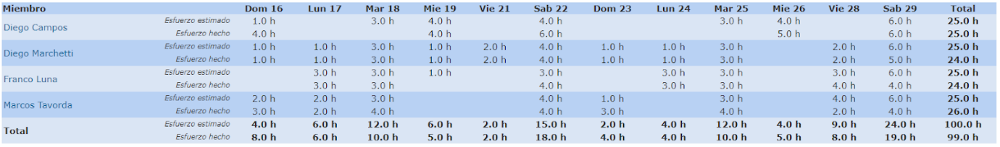 Miembro Dom 16 Lun 17 Mar 18 Mie 19 Vie 21 Sab 22 Dom 23 Lun 24 Mar 25 Mie 26 Vie 28 Sab 29 Total
Diego Campos Esfuerzo estimado 1.0 h 3.0 h 4.0 h 4.0 h 3.0 h 4.0 h 6.0 h 25.0 h
Esfuerzo hecho 4.0 h 4.0 h 6.0 h 5.0 h 6.0 h 25.0 h
Diego Marchetti Esfuerzo estimado 1.0 h 1.0 h 3.0 h 1.0 h 2.0 h 4.0 h 1.0 h 1.0 h 3.0 h 2.0 h 6.0 h 25.0 h
Esfuerzo hecho 1.0 h 1.0 h 3.0 h 1.0 h 2.0 h 4.0 h 1.0 h 1.0 h 3.0 h 2.0 h 5.0 h 24.0 h
Franco Luna Esfuerzo estimado 3.0 h 3.0 h 1.0 h 3.0 h 3.0 h 3.0 h 3.0 h 6.0 h 25.0 h
Esfuerzo hecho 3.0 h 3.0 h 4.0 h 3.0 h 3.0 h 4.0 h 4.0 h 24.0 h
Marcos Tavorda Esfuerzo estimado 2.0 h 2.0 h 3.0 h 4.0 h 1.0 h 3.0 h 4.0 h 6.0 h 25.0 h
Esfuerzo hecho 3.0 h 2.0 h 4.0 h 4.0 h 3.0 h 4.0 h 2.0 h 4.0 h 26.0 h
Total Esfuerzo estimado 4.0 h 6.0 h 12.0 h 6.0 h 2.0 h 15.0 h 2.0 h 4.0 h 12.0 h 4.0 h 9.0 h 24.0 h 100.0 h
Esfuerzo hecho 8.0 h 6.0 h 10.0 h 5.0 h 2.0 h 18.0 h 4.0 h 4.0 h 10.0 h 5.0 h 8.0 h 19.0 h 99.0 h